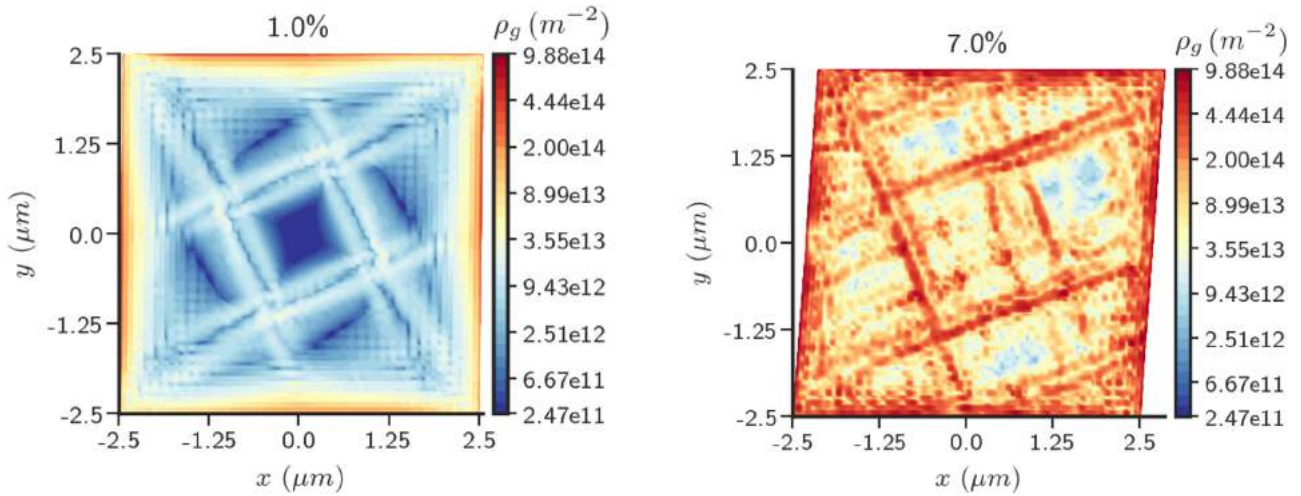 1.0%
ρ_g (m^{-2})
2.5
1.25
0.0
-1.25
-2.5
y (μm)
-2.5
-1.25
0.0
1.25
2.5
x (μm)
9.88e14
4.44e14
2.00e14
8.99e13
3.55e13
9.43e12
2.51e12
6.67e11
2.47e11
7.0%
ρ_g (m^{-2})
2.5
1.25
0.0
-1.25
-2.5
y (μm)
-2.5
-1.25
0.0
1.25
2.5
x (μm)
9.88e14
4.44e14
2.00e14
8.99e13
3.55e13
9.43e12
2.51e12
6.67e11
2.47e11